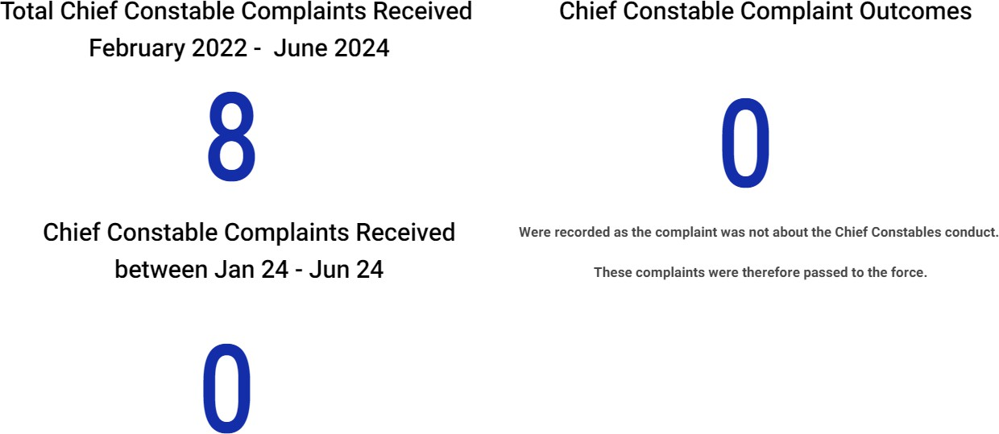 Total Chief Constable Complaints Received
February 2022 -  June 2024
8
Chief Constable Complaints Received
between Jan 24 - Jun 24
0
Chief Constable Complaint Outcomes
0
Were recorded as the complaint was not about the Chief Constables conduct.
These complaints were therefore passed to the force.